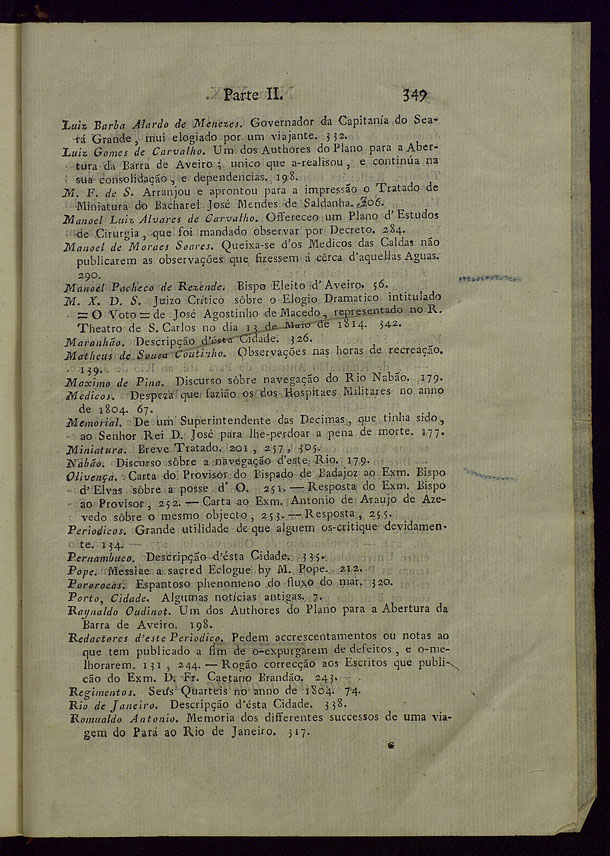 Parte II. 349
Luiz Barba Alardo de Menezes. Governador da Capitanía do Sea-
rá Grande, mui elogiado por um viajante. 332.
Luiz Gomes de Carvalho. Um dos Authores do Plano para a Aber-
tura da Barra de Aveiro; unico que a-realisou, e continúa na
sua consolidação, e dependencias. 198.
M. F. de S. Arranjou e aprontou para a impressão o Tratado de
Miniatura do Bacharel José Mendes de Saldanha. 206.
Manoel Luiz Alvares de Carvalho. Offereceo um Plano d'Estudos
de Cirurgia, que foi mandado observar por Decreto. 284.
Manoel de Moraes Soares. Queixa-se d'os Medicos das Caldas não
publicarem as observações que fizessem á cêrca d'aquellas Aguas.
290.
Manoel Pacheco de Rezende. Bispo Eleito d'Aveiro. 56.
M. X. D. S. Juizo Crítico sôbre o Elogio Dramatico intitulado
= O Voto = de José Agostinho de Macedo, representado no R.
Theatro de S. Carlos no dia 13 de Maio de 1814. 342.
Maranhão. Descripção d'ésta Cidade. 326.
Matheus de Sousa Coutinho. Observações nas horas de recreação.
139.
Maximo de Pina. Discurso sôbre navegação do Rio Nabão. 179.
Medicos. Despeza que fazião os dos Hospitaes Militares no anno
de 1804. 67.
Memorial. De um Superintendente das Decimas, que tinha sido,
ao Senhor Rei D. José para lhe-perdoar a pena de morte. 177.
Miniatura. Breve Tratado. 201, 257, 305.
Nabão. Discurso sôbre a navegação d'este Rio. 179.
Olivença. Carta do Provisor do Bispado de Badajoz ao Exm. Bispo
d'Elvas sôbre a posse d' O. 251. — Resposta do Exm. Bispo
ao Provisor, 252. — Carta ao Exm. Antonio de Araujo de Aze-
vedo sôbre o mesmo objecto, 253. — Resposta, 255.
Periodicos. Grande utilidade de que alguem os-critique devidamen-
te. 134.
Pernambuco. Descripção d'ésta Cidade. 335.
Pope. Messiae a sacred Eclogue by M. Pope. 212.
Pororocas. Espantoso phenomeno do fluxo do mar. 320.
Porto, Cidade. Algumas notícias antigas. 7.
Raynaldo Oudinot. Um dos Authores do Plano para a Abertura da
Barra de Aveiro. 198.
Redactores d'este Periodico. Pedem accrescentamentos ou notas ao
que tem publicado a fim de o-expurgarem de defeitos, e o-me-
lhorarem. 131, 244. — Rogão correcção aos Escritos que publi-
cão do Exm. D. Fr. Caetano Brandão. 243.
Regimentos. Seus Quarteis no anno de 1804. 74.
Rio de Janeiro. Descripção d'ésta Cidade. 338.
Romualdo Antonio. Memoria dos differentes successos de uma via-
gem do Pará ao Rio de Janeiro. 317.